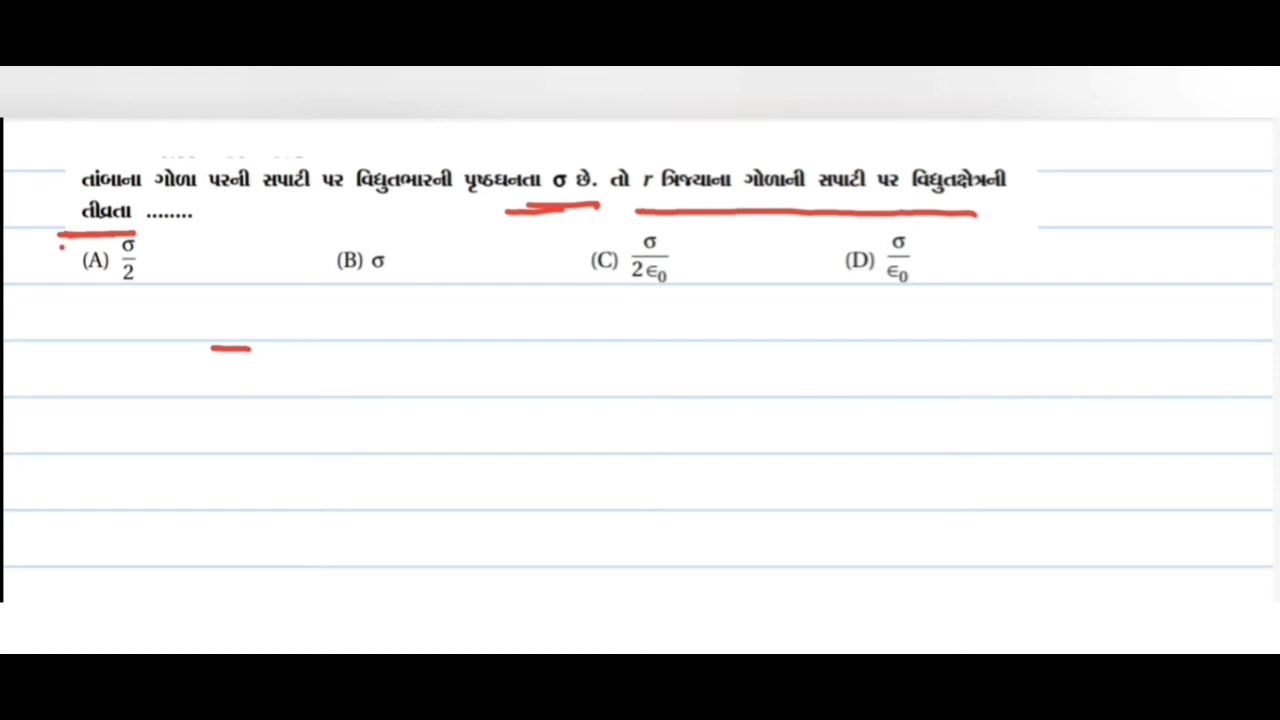 તાંબાના ગોળા પરની સપાટી પર વિદ્યુતભારની પૃષ્ઠઘનતા σ છે. તો r ત્રિજ્યાના ગોળાની સપાટી પર વિદ્યુતક્ષેત્રની
તીવ્રતા ........
(A) σ/2 (B) σ (C) σ/2∈₀ (D) σ/∈₀